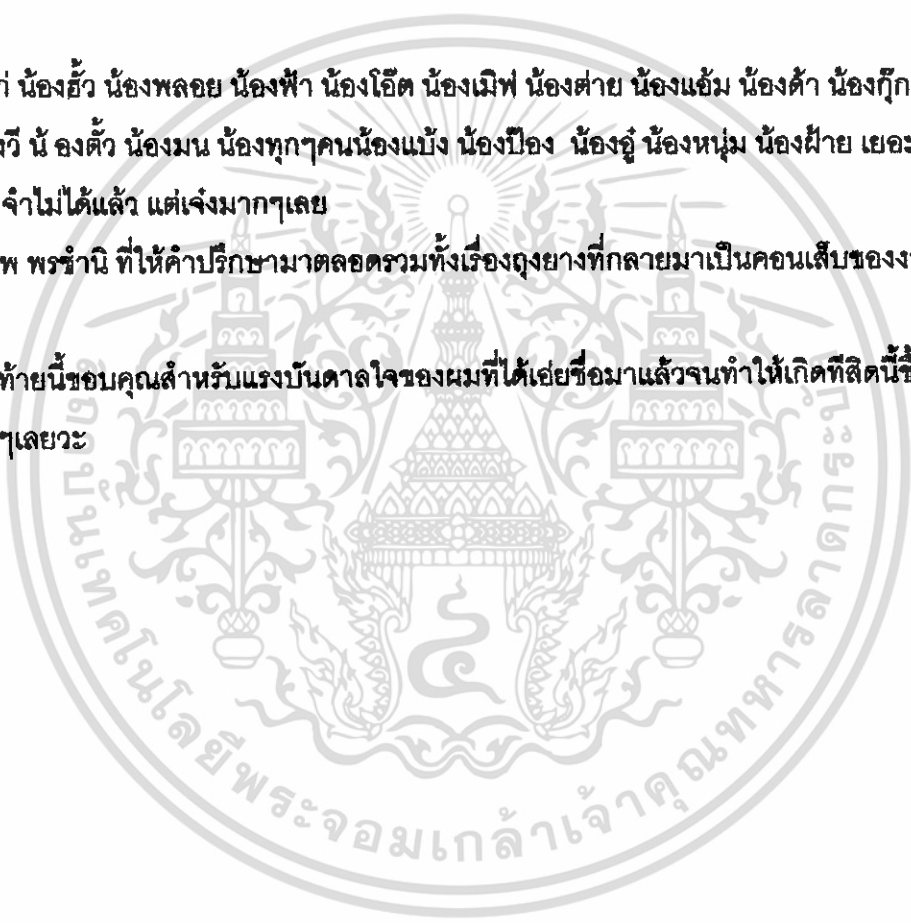 น้องฮั้ว น้องพลอย น้องฟ้า น้องโอ๊ต น้องเมิฟ น้องต่าย น้องแอ้ม น้องด้า น้องกุ๊ก
งวี น้ องตั้ว น้องมน น้องทุกๆคนน้องแบ้ง น้องป๊อง น้องอู๋ น้องหนุ่ม น้องฝ้าย เยอะ
จำไม่ได้แล้ว แต่เจ๋งมากๆเลย
พ พรชำนิ ที่ให้คำปรึกษามาตลอดรวมทั้งเรื่องถุงยางที่กลายมาเป็นคอนเส็บของง
ท้ายนี้ขอบคุณสำหรับแรงบันดาลใจของผมที่ได้เอ่ยชื่อมาแล้วจนทำให้เกิดทีสิตนี้ขึ้
ๆเลยวะ
สถาบันเทคโนโลยีพระจอมเกล้าเจ้าคุณทหารลาดกระบัง